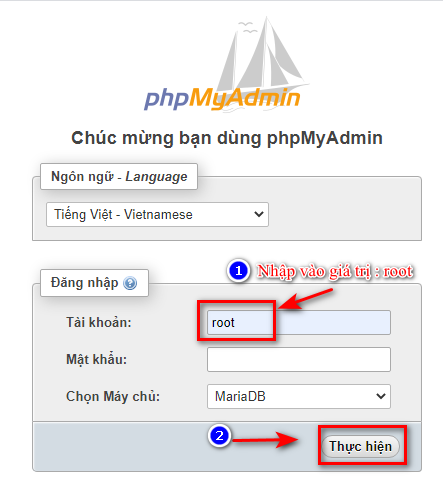 phpMyAdmin
Chúc mừng bạn dùng phpMyAdmin
Ngôn ngữ - Language
Tiếng Việt - Vietnamese
1 Nhập vào giá trị : root
Đăng nhập
Tài khoản: root
Mật khẩu:
Chọn Máy chủ: MariaDB
2 Thực hiện